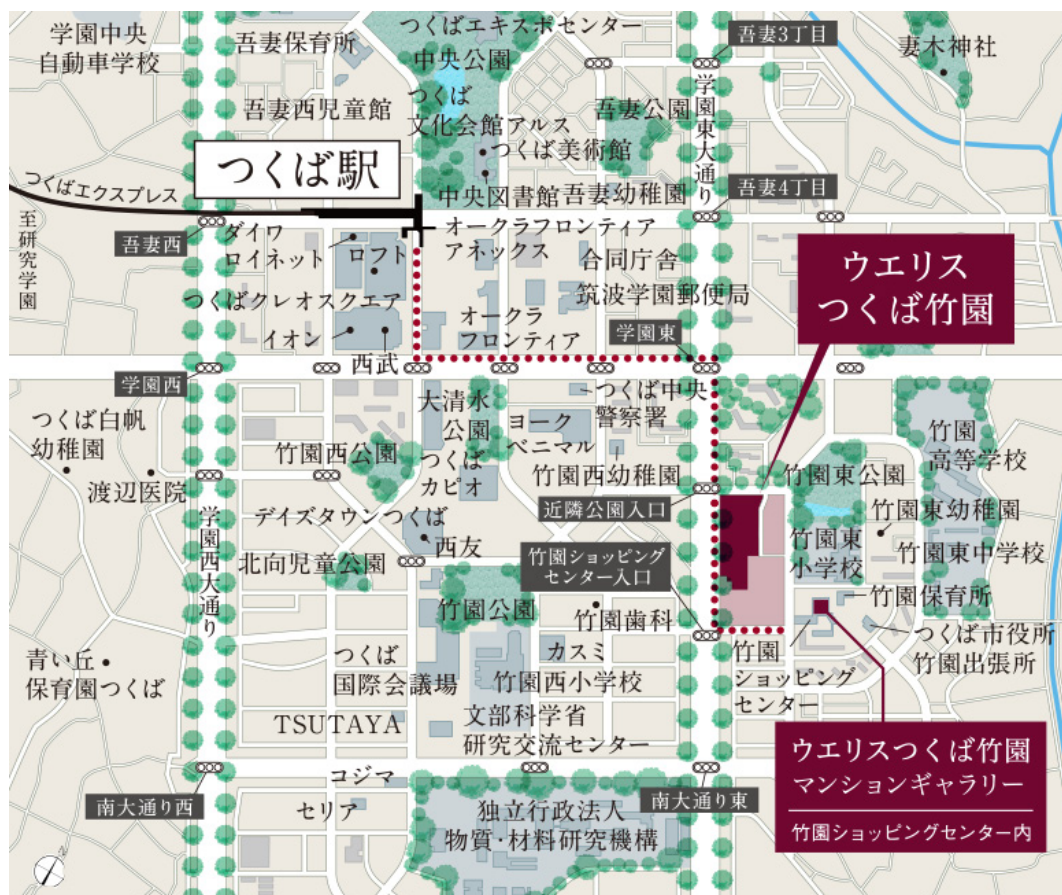 学園中央
自動車学校
吾妻保育所
つくばエキスポセンター
中央公園
吾妻3丁目
妻木神社
吾妻西児童館
つくば
文化会館アルス
吾妻公園
学園東大通り
つくば美術館
つくば駅
つくばエクスプレス
中央図書館
吾妻幼稚園
吾妻4丁目
至研究学園
吾妻西
ダイワ
ロイネット
ロフト
オークラフロンティア
アネックス
合同庁舎
ウエリス
つくば竹園
つくばクレオスクエア
筑波学園郵便局
イオン
西武
オークラ
フロンティア
学園東
学園西
つくば白帆
幼稚園
大清水
公園
ヨーク
ベニマル
つくば中央
警察署
竹園
高等学校
竹園西公園
つくば
カピオ
竹園西幼稚園
竹園東公園
渡辺医院
近隣公園入口
竹園東幼稚園
学園西大通り
デイズタウンつくば
西友
竹園東
小学校
竹園東中学校
北向児童公園
竹園ショッピング
センター入口
竹園公園
竹園歯科
竹園保育所
つくば市役所
竹園出張所
青い丘
保育園つくば
つくば
国際会議場
カスミ
竹園西小学校
竹園
ショッピング
センター
TSUTAYA
文部科学省
研究交流センター
ウエリスつくば竹園
マンションギャラリー
竹園ショッピングセンター内
南大通り西
コジマ
セリア
独立行政法人
物質・材料研究機構
南大通り東
N